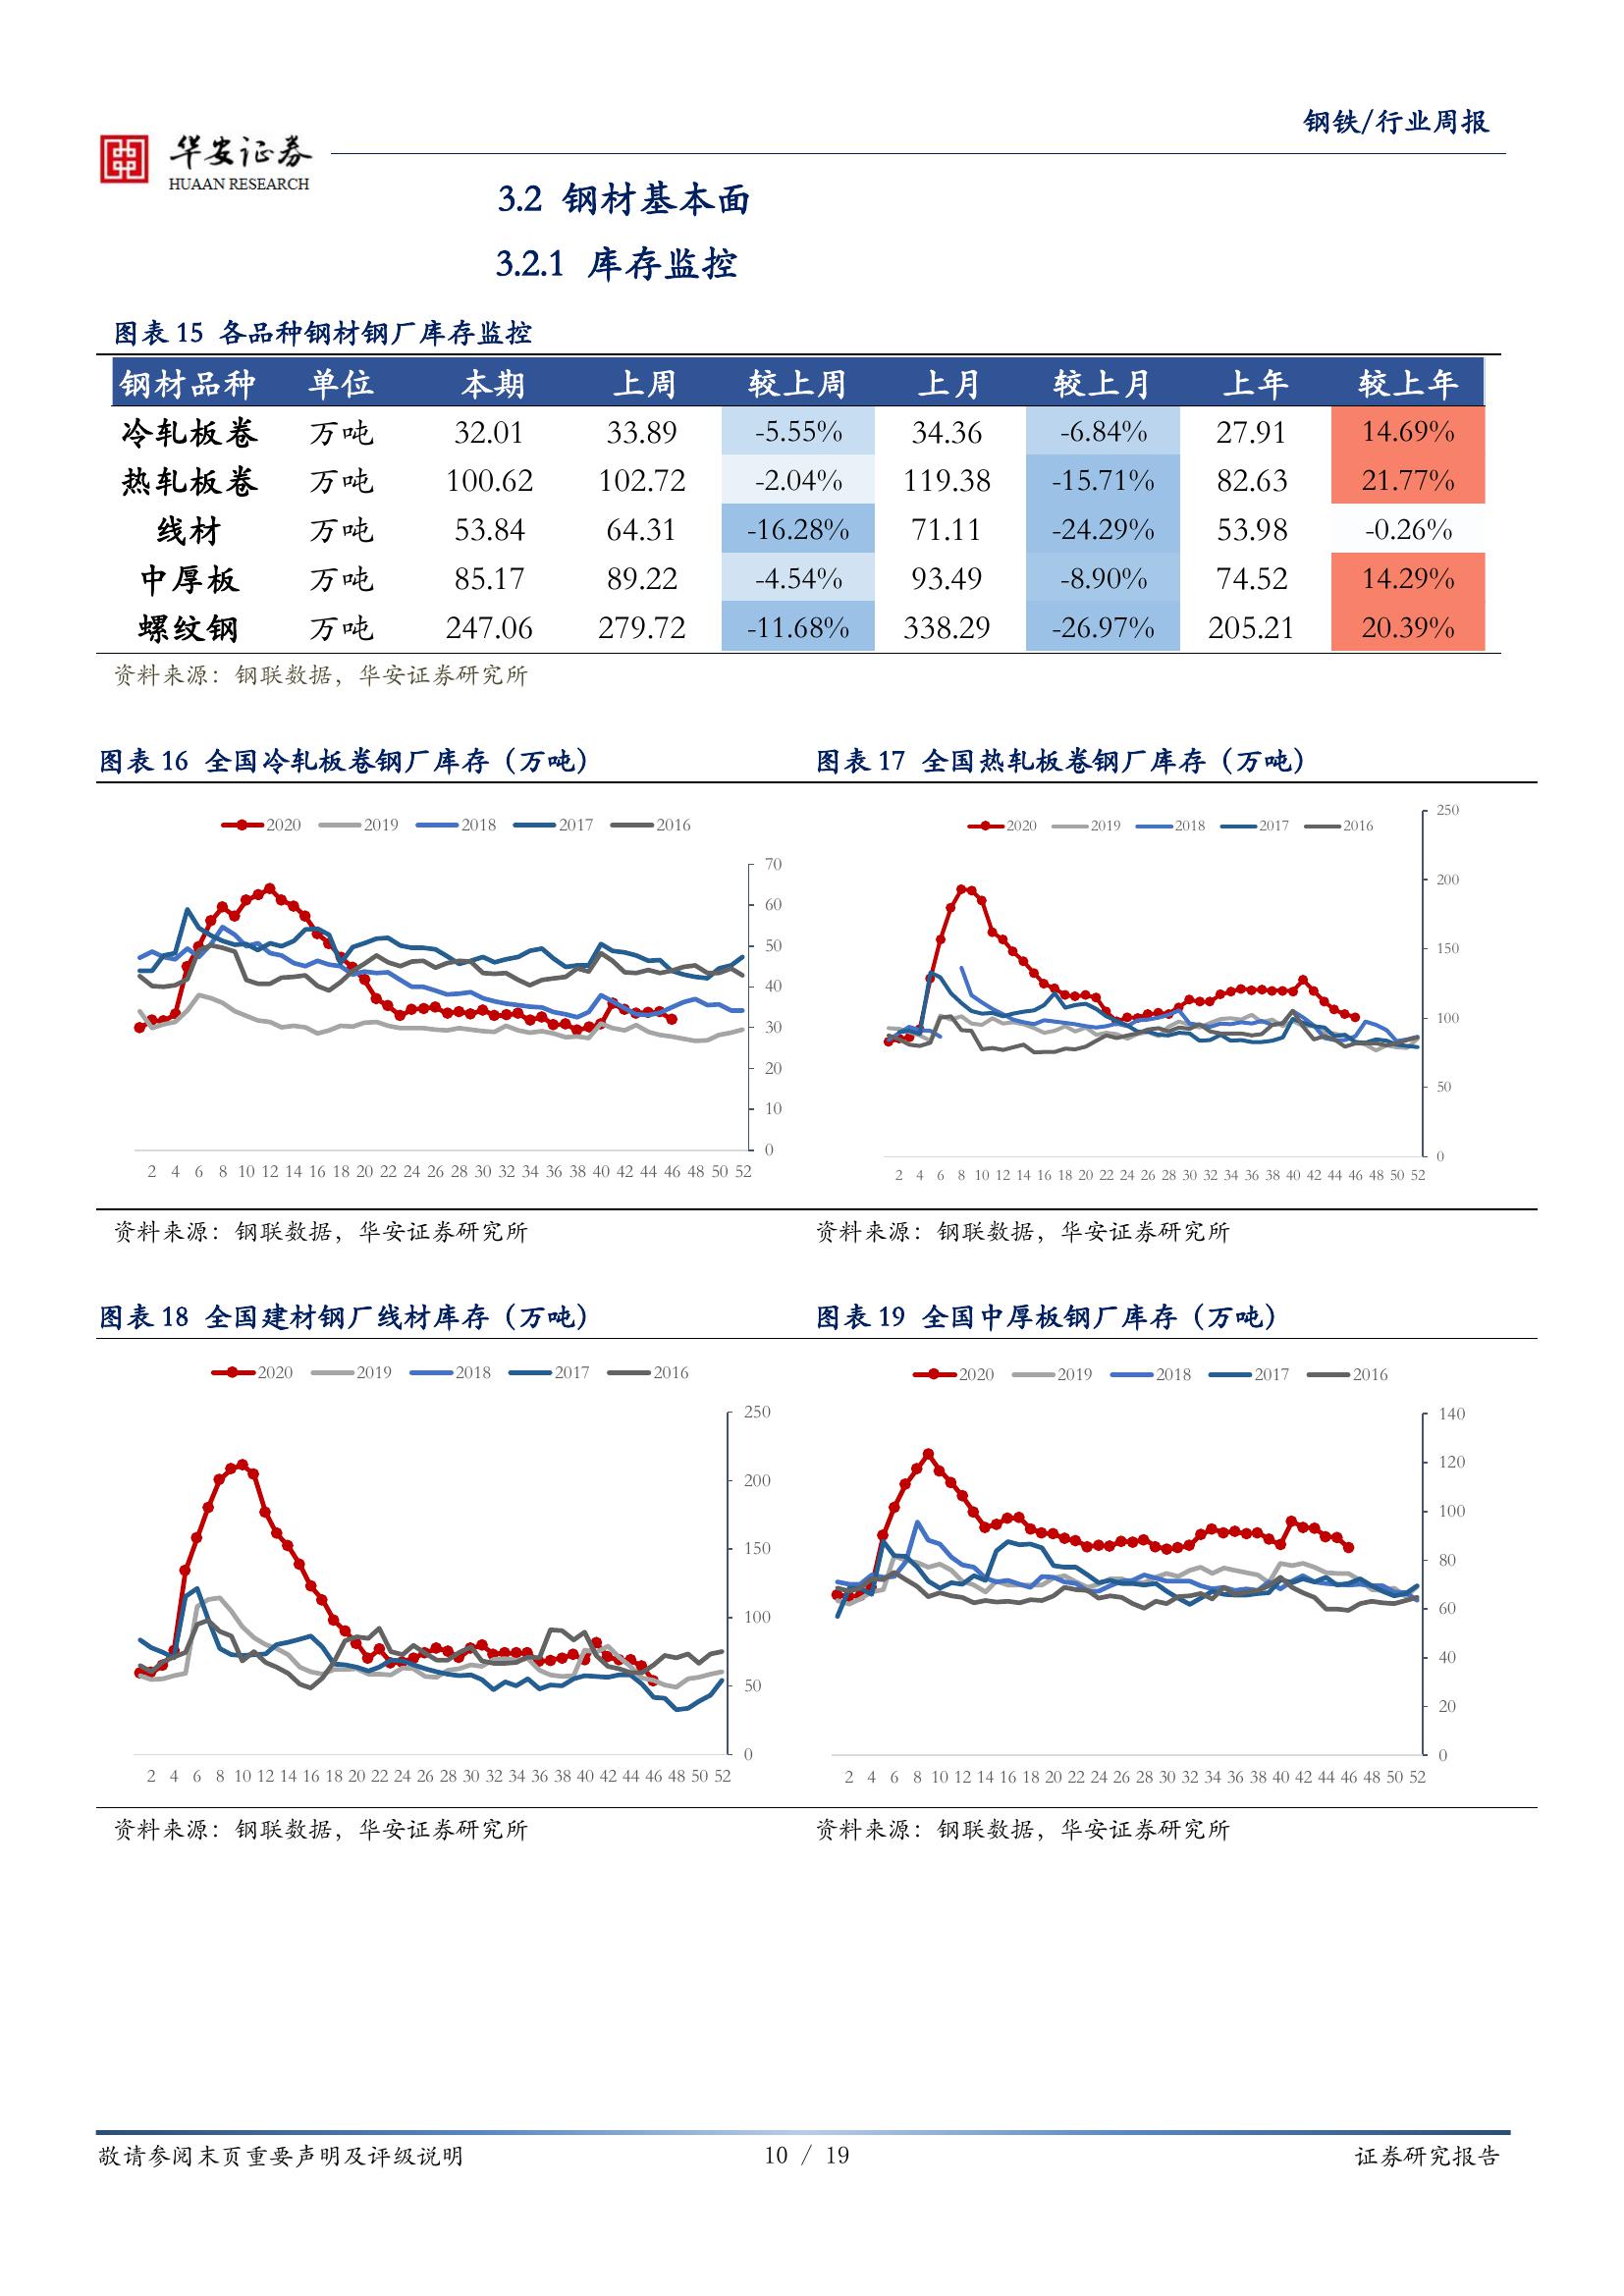 钢铁/行业周报
华安证券
HUAAN RESEARCH
3.2 钢材基本面
3.2.1 库存监控
图表 15 各品种钢材钢厂库存监控
钢材品种 单位 本期 上周 较上周 上月 较上月 上年 较上年
冷轧板卷 万吨 32.01 33.89 -5.55% 34.36 -6.84% 27.91 14.69%
热轧板卷 万吨 100.62 102.72 -2.04% 119.38 -15.71% 82.63 21.77%
线材 万吨 53.84 64.31 -16.28% 71.11 -24.29% 53.98 -0.26%
中厚板 万吨 85.17 89.22 -4.54% 93.49 -8.90% 74.52 14.29%
螺纹钢 万吨 247.06 279.72 -11.68% 338.29 -26.97% 205.21 20.39%
资料来源：钢联数据，华安证券研究所
图表 16 全国冷轧板卷钢厂库存（万吨）
2020 2019 2018 2017 2016
70
60
50
40
30
20
10
0
2 4 6 8 10 12 14 16 18 20 22 24 26 28 30 32 34 36 38 40 42 44 46 48 50 52
资料来源：钢联数据，华安证券研究所
图表 17 全国热轧板卷钢厂库存（万吨）
2020 2019 2018 2017 2016
250
200
150
100
50
0
2 4 6 8 10 12 14 16 18 20 22 24 26 28 30 32 34 36 38 40 42 44 46 48 50 52
资料来源：钢联数据，华安证券研究所
图表 18 全国建材钢厂线材库存（万吨）
2020 2019 2018 2017 2016
250
200
150
100
50
0
2 4 6 8 10 12 14 16 18 20 22 24 26 28 30 32 34 36 38 40 42 44 46 48 50 52
资料来源：钢联数据，华安证券研究所
图表 19 全国中厚板钢厂库存（万吨）
2020 2019 2018 2017 2016
140
120
100
80
60
40
20
0
2 4 6 8 10 12 14 16 18 20 22 24 26 28 30 32 34 36 38 40 42 44 46 48 50 52
资料来源：钢联数据，华安证券研究所
敬请参阅末页重要声明及评级说明 10 / 19 证券研究报告